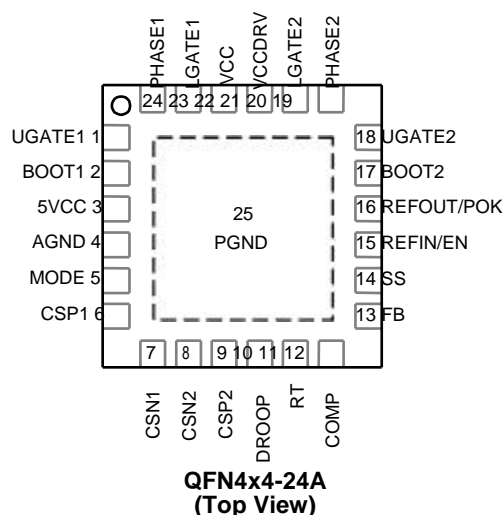 PHASE1
LGATE1
VCC
VCCDRV
LGATE2
PHASE2
24 23 22 21 20 19
UGATE1 1
BOOT1 2
5VCC 3
AGND 4
MODE 5
CSP1 6
25
PGND
18 UGATE2
17 BOOT2
16 REFOUT/POK
15 REFIN/EN
14 SS
13 FB
7 8 9 10 11 12
CSN1
CSN2
CSP2
DROOP
RT
COMP
QFN4x4-24A
(Top View)